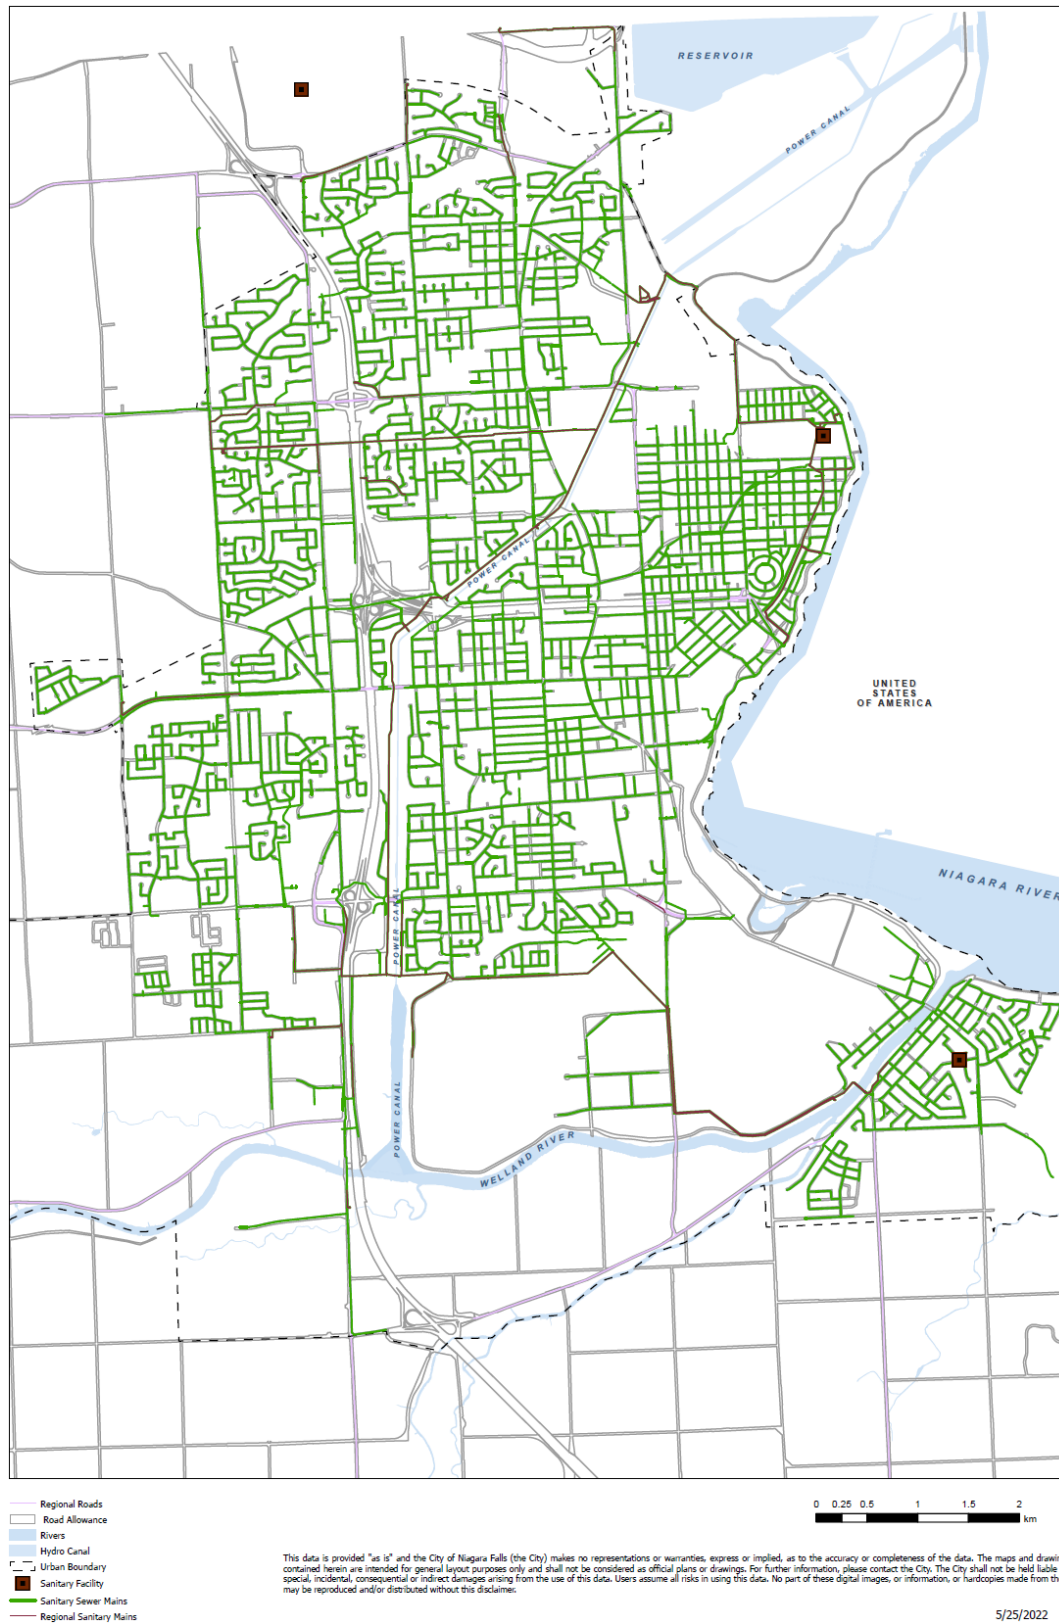 RESERVOIR
POWER CANAL
POWER CANAL
UNITED
STATES
OF AMERICA
NIAGARA RIVER
POWER CANAL
POWER CANAL
WELLAND RIVER
Regional Roads
Road Allowance
Rivers
Hydro Canal
Urban Boundary
Sanitary Facility
Sanitary Sewer Mains
Regional Sanitary Mains
0 0.25 0.5 1 1.5 2
km
This data is provided "as is" and the City of Niagara Falls (the City) makes no representations or warranties, express or implied, as to the accuracy or completeness of the data. The maps and
contained herein are intended for general layout purposes only and shall not be considered as official plans or drawings. For further information, please contact the City. The City shall not be held liable
special, incidental, consequential or indirect damages arising from the use of this data. Users assume all risks in using this data. No part of these digital images, or information, or hardcopies made from
may be reproduced and/or distributed without this disclaimer.
5/25/2022